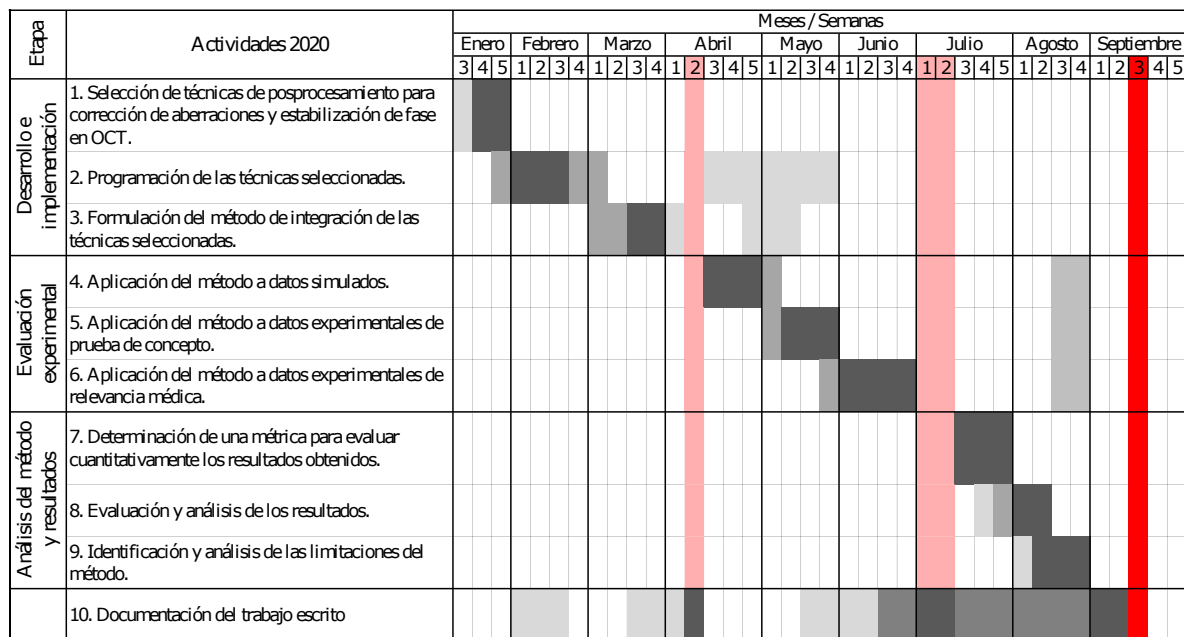 Etapa
Actividades 2020
Meses / Semanas
Enero Febrero Marzo Abril Mayo Junio Julio Agosto Septiembre
3 4 5 1 2 3 4 1 2 3 4 1 2 3 4 5 1 2 3 4 1 2 3 4 1 2 3 4 5 1 2 3 4 1 2 3 4 5
Desarrollo e
implementación
1. Selección de técnicas de posprocesamiento para
corrección de aberraciones y estabilización de fase
en OCT.
2. Programación de las técnicas seleccionadas.
3. Formulación del método de integración de las
técnicas seleccionadas.
Evaluación
experimental
4. Aplicación del método a datos simulados.
5. Aplicación del método a datos experimentales de
prueba de concepto.
6. Aplicación del método a datos experimentales de
relevancia médica.
Análisis del método
y resultados
7. Determinación de una métrica para evaluar
cuantitativamente los resultados obtenidos.
8. Evaluación y análisis de los resultados.
9. Identificación y análisis de las limitaciones del
método.
10. Documentación del trabajo escrito